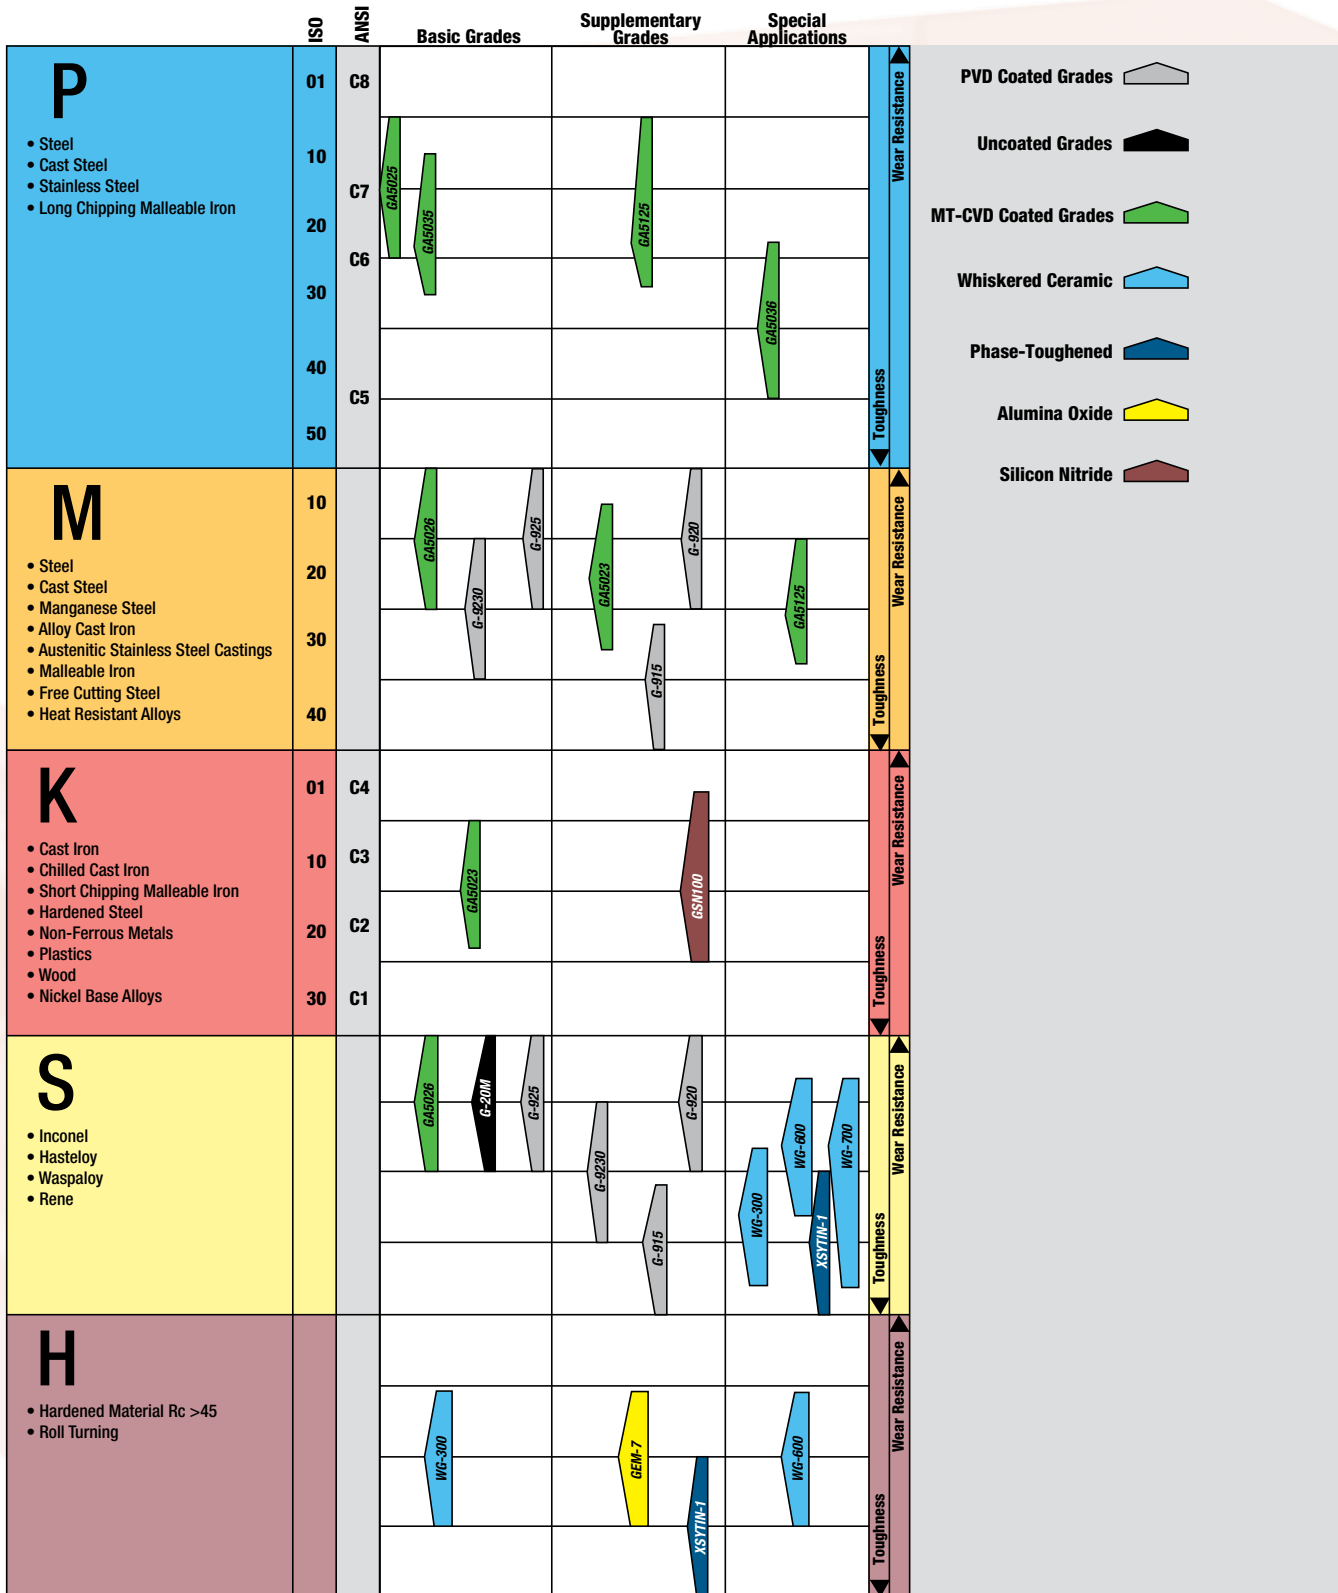 ISO
ANSI
Basic Grades
Supplementary
Grades
Special
Applications
P
• Steel
• Cast Steel
• Stainless Steel
• Long Chipping Malleable Iron
01
10
20
30
40
50
C8
C7
C6
C5
GA5025
GA5035
GA5125
GA5036
Wear Resistance
Toughness
M
• Steel
• Cast Steel
• Manganese Steel
• Alloy Cast Iron
• Austenitic Stainless Steel Castings
• Malleable Iron
• Free Cutting Steel
• Heat Resistant Alloys
10
20
30
40
GA5026
G-9230
G-925
GA5023
G-915
G-920
GA5125
Wear Resistance
Toughness
K
• Cast Iron
• Chilled Cast Iron
• Short Chipping Malleable Iron
• Hardened Steel
• Non-Ferrous Metals
• Plastics
• Wood
• Nickel Base Alloys
01
10
20
30
C4
C3
C2
C1
GA5023
GSN100
Wear Resistance
Toughness
S
• Inconel
• Hasteloy
• Waspaloy
• Rene
GA5026
G-20M
G-925
G-9230
G-915
G-920
WG-300
WG-600
XSYTIN-1
WG-700
Wear Resistance
Toughness
H
• Hardened Material Rc >45
• Roll Turning
WG-300
GEM-7
XSYTIN-1
WG-600
Wear Resistance
Toughness
PVD Coated Grades
Uncoated Grades
MT-CVD Coated Grades
Whiskered Ceramic
Phase-Toughened
Alumina Oxide
Silicon Nitride